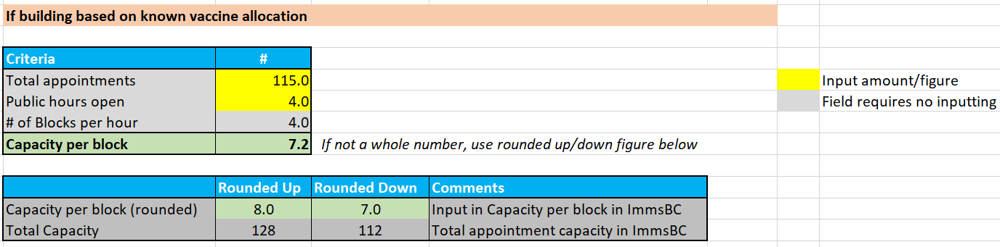 If building based on known vaccine allocation
Criteria #
Total appointments 115.0 Input amount/figure
Public hours open 4.0 Field requires no inputting
# of Blocks per hour 4.0
Capacity per block 7.2 If not a whole number, use rounded up/down figure below
Rounded Up Rounded Down Comments
Capacity per block (rounded) 8.0 7.0 Input in Capacity per block in ImmsBC
Total Capacity 128 112 Total appointment capacity in ImmsBC